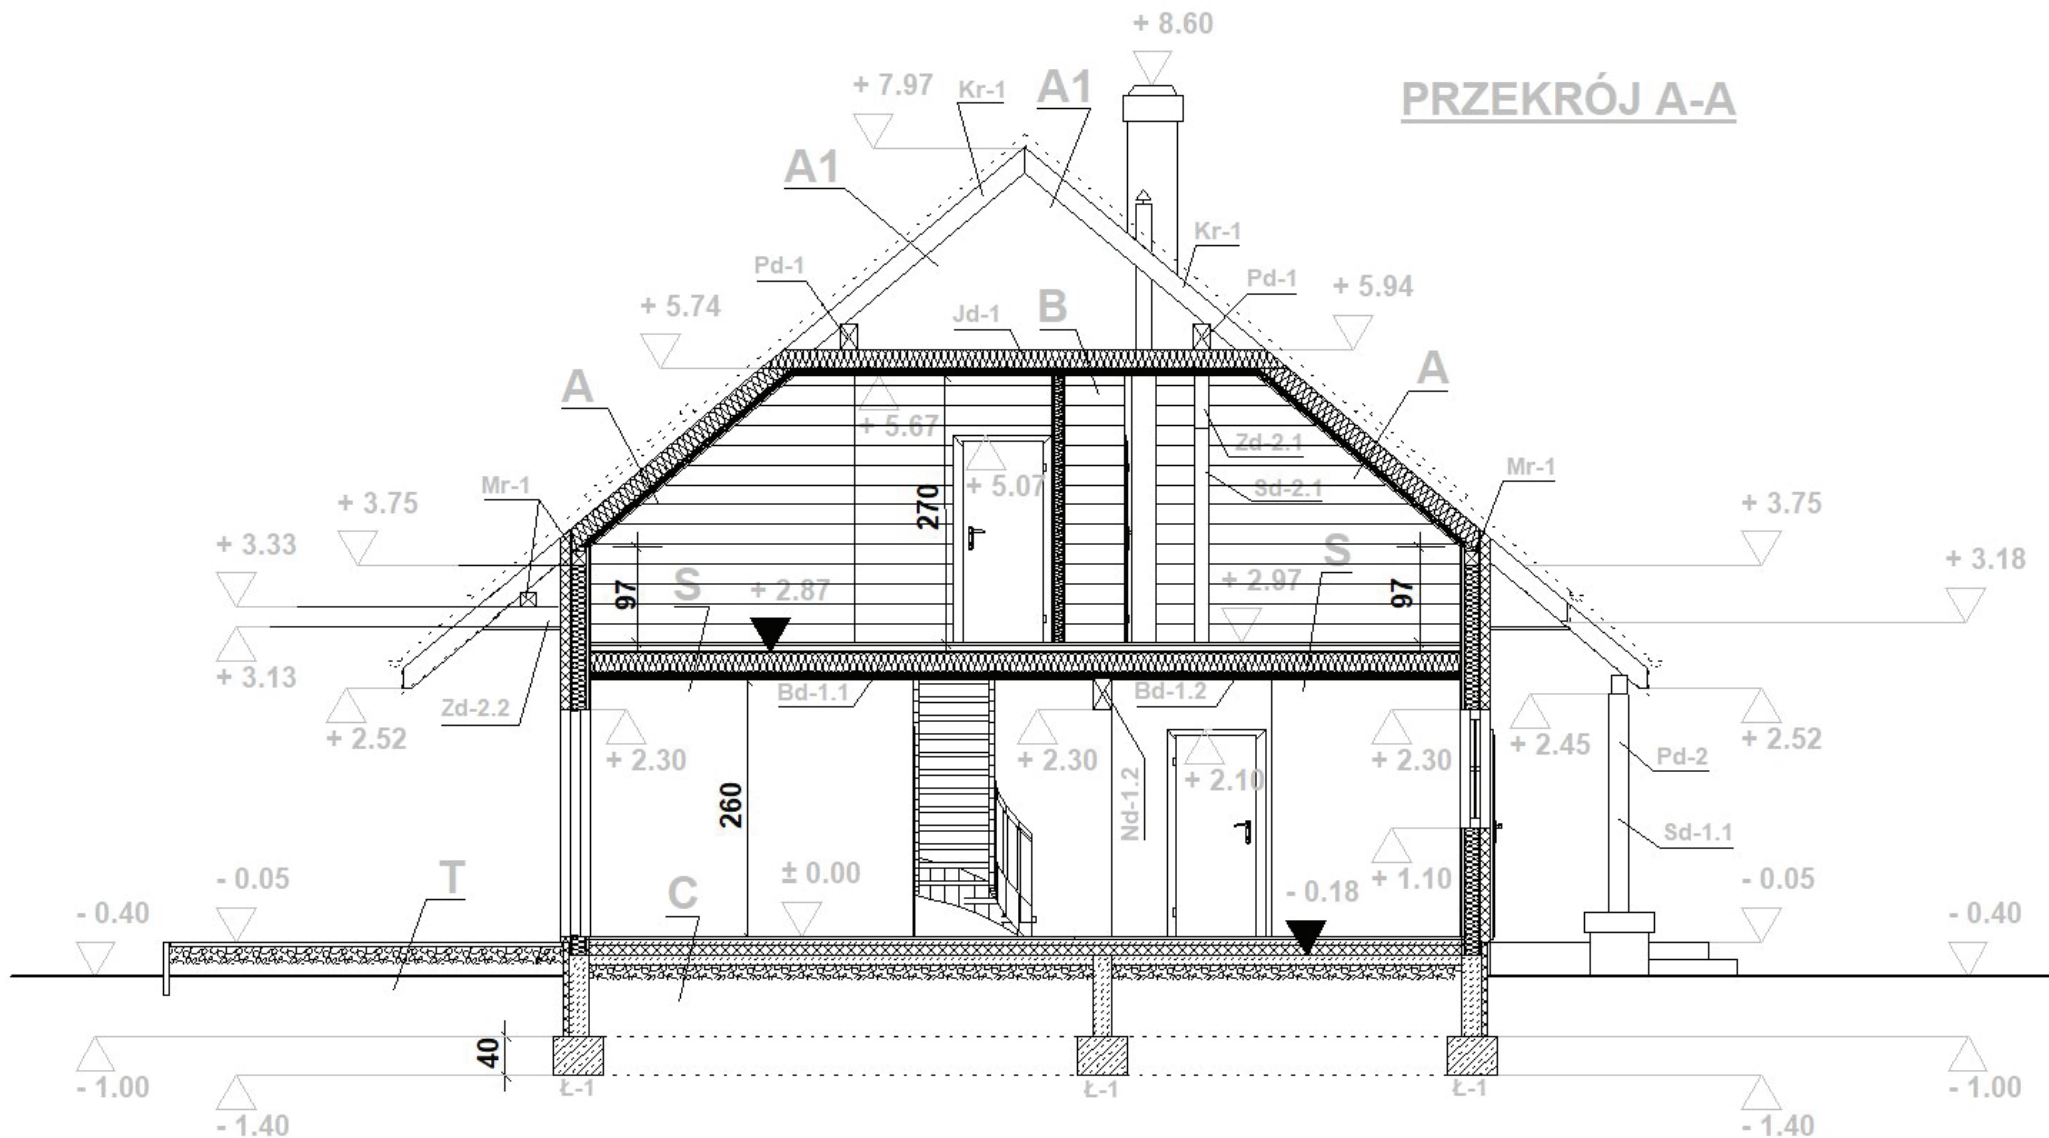 + 8.60
+ 7.97
Kr-1
A1
PRZEKRÓJ A-A
A1
Kr-1
Pd-1
Pd-1
+ 5.94
+ 5.74
Jd-1
B
A
A
+ 5.67
Zd-2.1
+ 5.07
Sd-2.1
Mr-1
Mr-1
+ 3.75
270
+ 3.75
+ 3.33
+ 3.18
S
97
S
+ 2.87
+ 2.97
97
+ 3.13
Zd-2.2
Bd-1.1
Bd-1.2
+ 2.52
+ 2.30
+ 2.30
+ 2.10
+ 2.30
+ 2.45
+ 2.52
Pd-2
260
Nd-1.2
Sd-1.1
- 0.40
- 0.05
T
C
± 0.00
- 0.18
+ 1.10
- 0.05
- 0.40
40
- 1.00
Ł-1
Ł-1
Ł-1
- 1.00
- 1.40
- 1.40